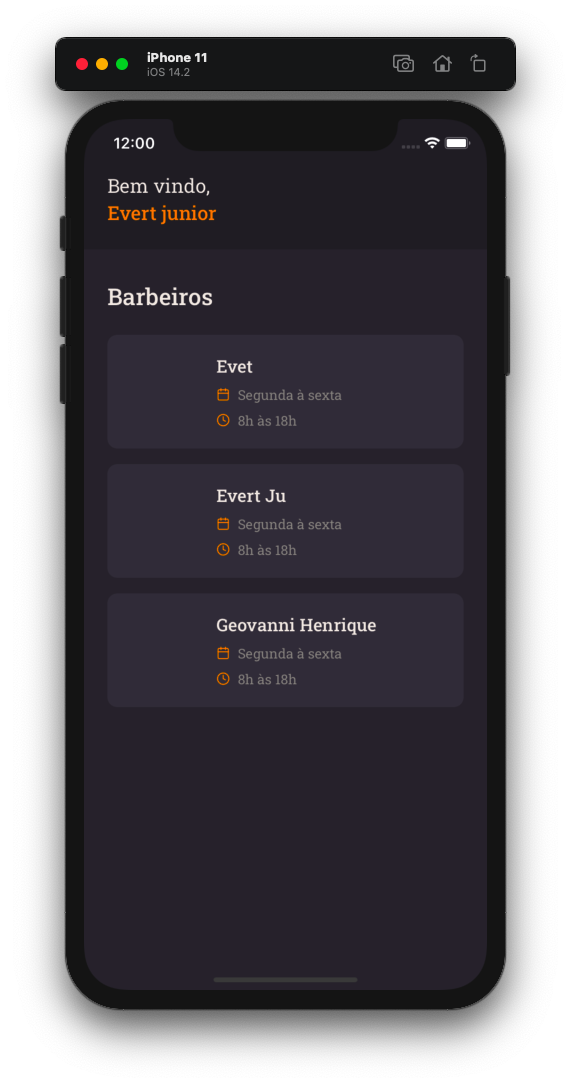 iPhone 11
iOS 14.2
12:00
Bem vindo,
Evert junior
Barbeiros
Evet
Segunda à sexta
8h às 18h
Evert Ju
Segunda à sexta
8h às 18h
Geovanni Henrique
Segunda à sexta
8h às 18h